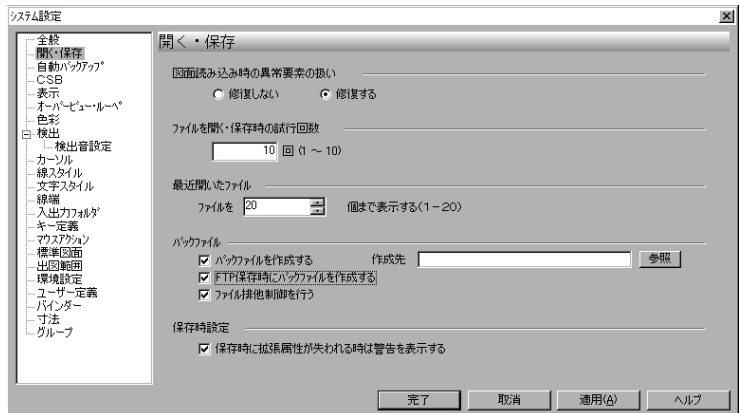 システム設定
全般
開く・保存
自動バックアップ
CSB
表示
オーバービュー・ルーペ
色彩
検出
検出音設定
カーソル
線スタイル
文字スタイル
線端
入出力フォルダ
キー定義
マウスアクション
標準図面
出図範囲
環境設定
ユーザー定義
バインダー
寸法
グループ
開く・保存
図面読み込み時の異常要素の扱い
修復しない 修復する
ファイルを開く・保存時の試行回数
10 回 (1 ～ 10)
最近開いたファイル
ファイルを 20 個まで表示する(1－20)
バックファイル
バックファイルを作成する 作成先 参照
FTP保存時にバックファイルを作成する
ファイル排他制御を行う
保存時設定
保存時に拡張属性が失われる時は警告を表示する
完了 取消 適用(A) ヘルプ